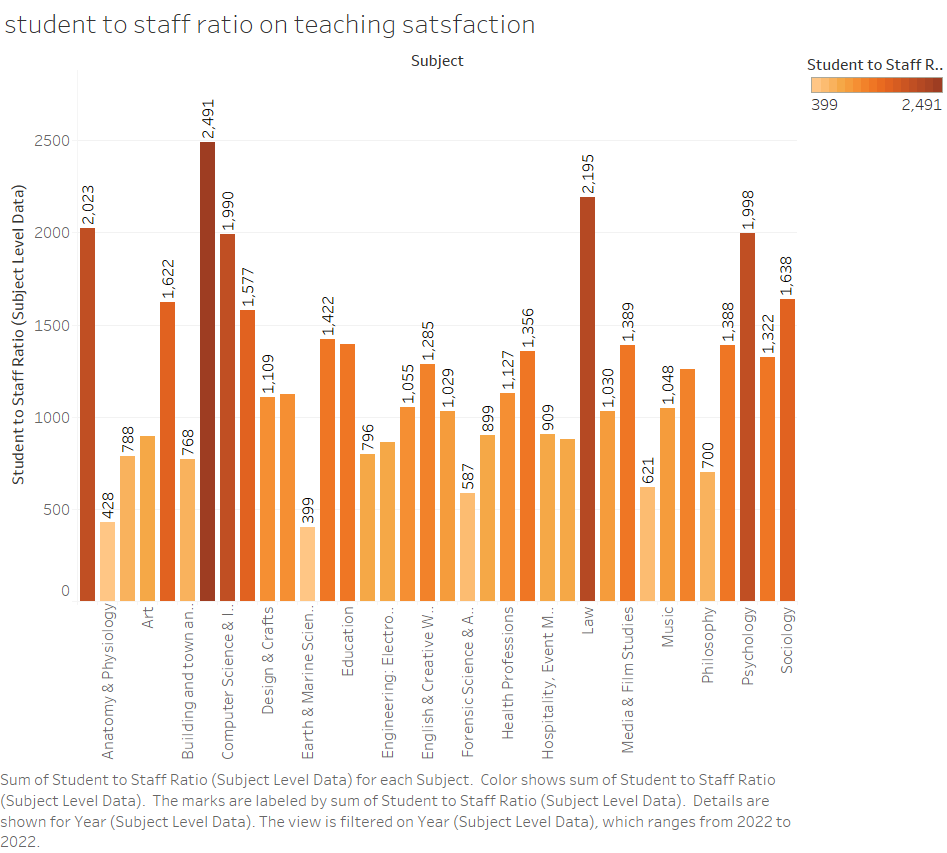 student to staff ratio on teaching satsfaction
Subject
Student to Staff R..
399
2,491
Student to Staff Ratio (Subject Level Data)
2500
2000
1500
1000
500
0
2,023
428
788
1,622
768
2,491
1,990
1,577
1,109
399
1,422
796
1,055
1,285
1,029
587
899
1,127
1,356
909
2,195
1,030
1,389
621
1,048
700
1,388
1,998
1,322
1,638
Anatomy & Physiology
Art
Building and town an..
Computer Science & I..
Design & Crafts
Earth & Marine Scien..
Education
Engineering: Electro..
English & Creative W..
Forensic Science & A..
Health Professions
Hospitality, Event M..
Law
Media & Film Studies
Music
Philosophy
Psychology
Sociology
Sum of Student to Staff Ratio (Subject Level Data) for each Subject.  Color shows sum of Student to Staff Ratio
(Subject Level Data).  The marks are labeled by sum of Student to Staff Ratio (Subject Level Data).  Details are
shown for Year (Subject Level Data). The view is filtered on Year (Subject Level Data), which ranges from 2022 to
2022.